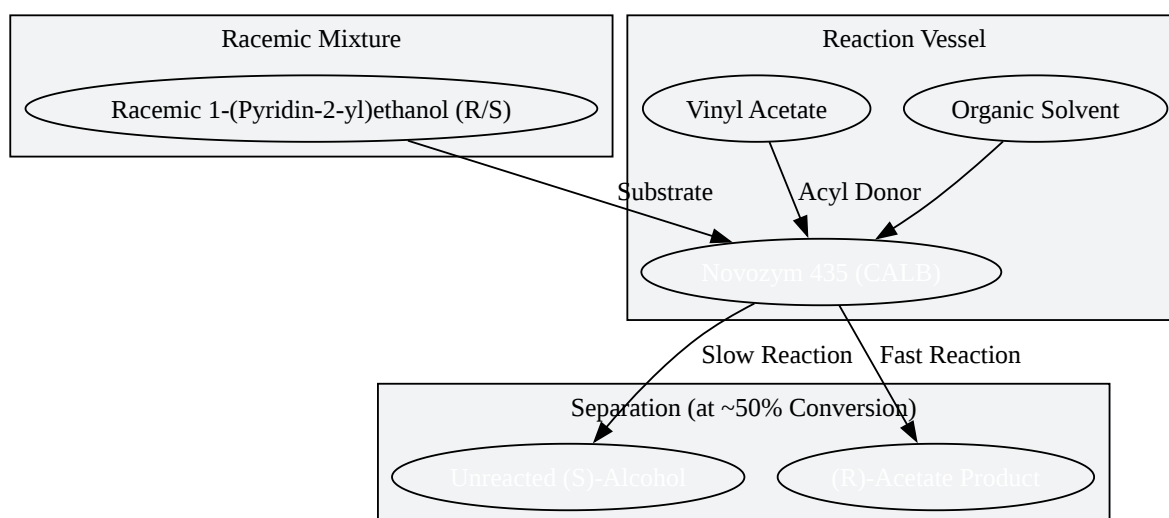 Racemic Mixture
Reaction Vessel
Racemic 1-(Pyridin-2-yl)ethanol (R/S)
Vinyl Acetate
Organic Solvent
Substrate
Acyl Donor
Novozym 435 (CALB)
Slow Reaction
Fast Reaction
Separation (at ~50% Conversion)
Unreacted (S)-Alcohol
(R)-Acetate Product